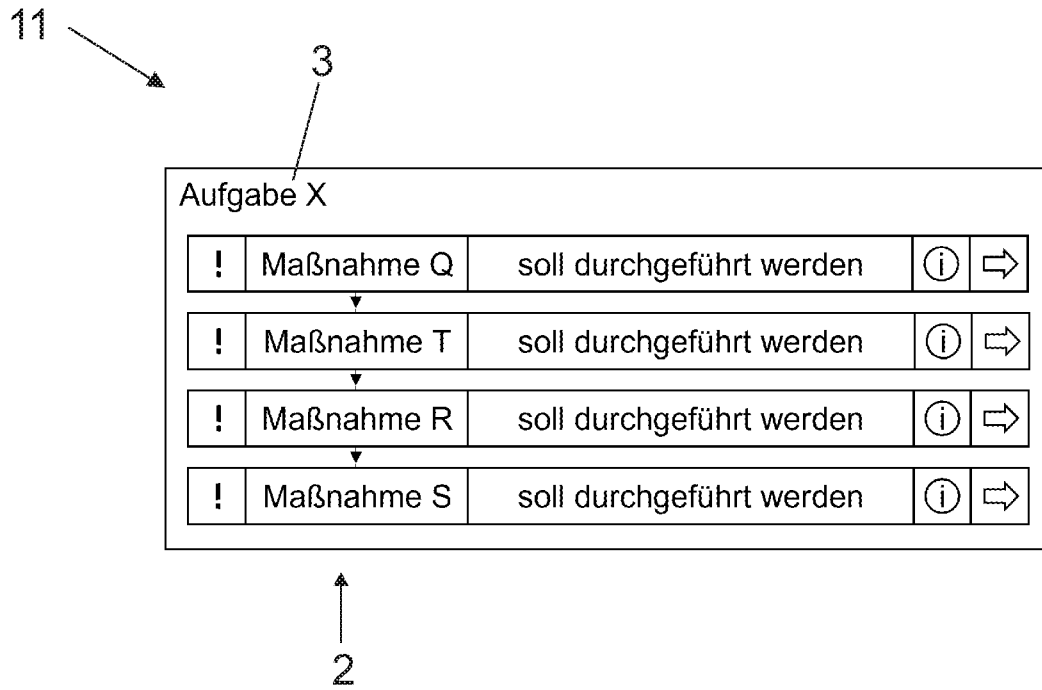 11
3
Aufgabe X
! Maßnahme Q soll durchgeführt werden i
! Maßnahme T soll durchgeführt werden i
! Maßnahme R soll durchgeführt werden i
! Maßnahme S soll durchgeführt werden i
2